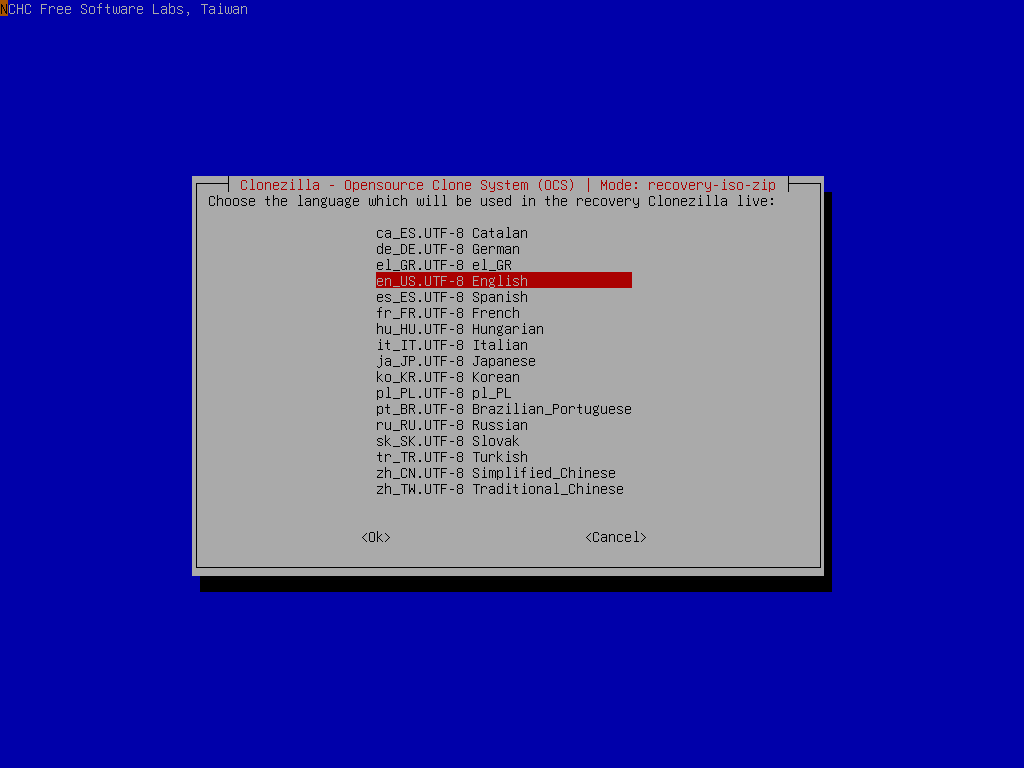 NCHC Free Software Labs, Taiwan
Clonezilla - Opensource Clone System (OCS) | Mode: recovery-iso-zip
Choose the language which will be used in the recovery Clonezilla live:
ca_ES.UTF-8 Catalan
de_DE.UTF-8 German
el_GR.UTF-8 el_GR
en_US.UTF-8 English
es_ES.UTF-8 Spanish
fr_FR.UTF-8 French
hu_HU.UTF-8 Hungarian
it_IT.UTF-8 Italian
ja_JP.UTF-8 Japanese
ko_KR.UTF-8 Korean
pl_PL.UTF-8 pl_PL
pt_BR.UTF-8 Brazilian_Portuguese
ru_RU.UTF-8 Russian
sk_SK.UTF-8 Slovak
tr_TR.UTF-8 Turkish
zh_CN.UTF-8 Simplified_Chinese
zh_TW.UTF-8 Traditional_Chinese
<Ok> <Cancel>